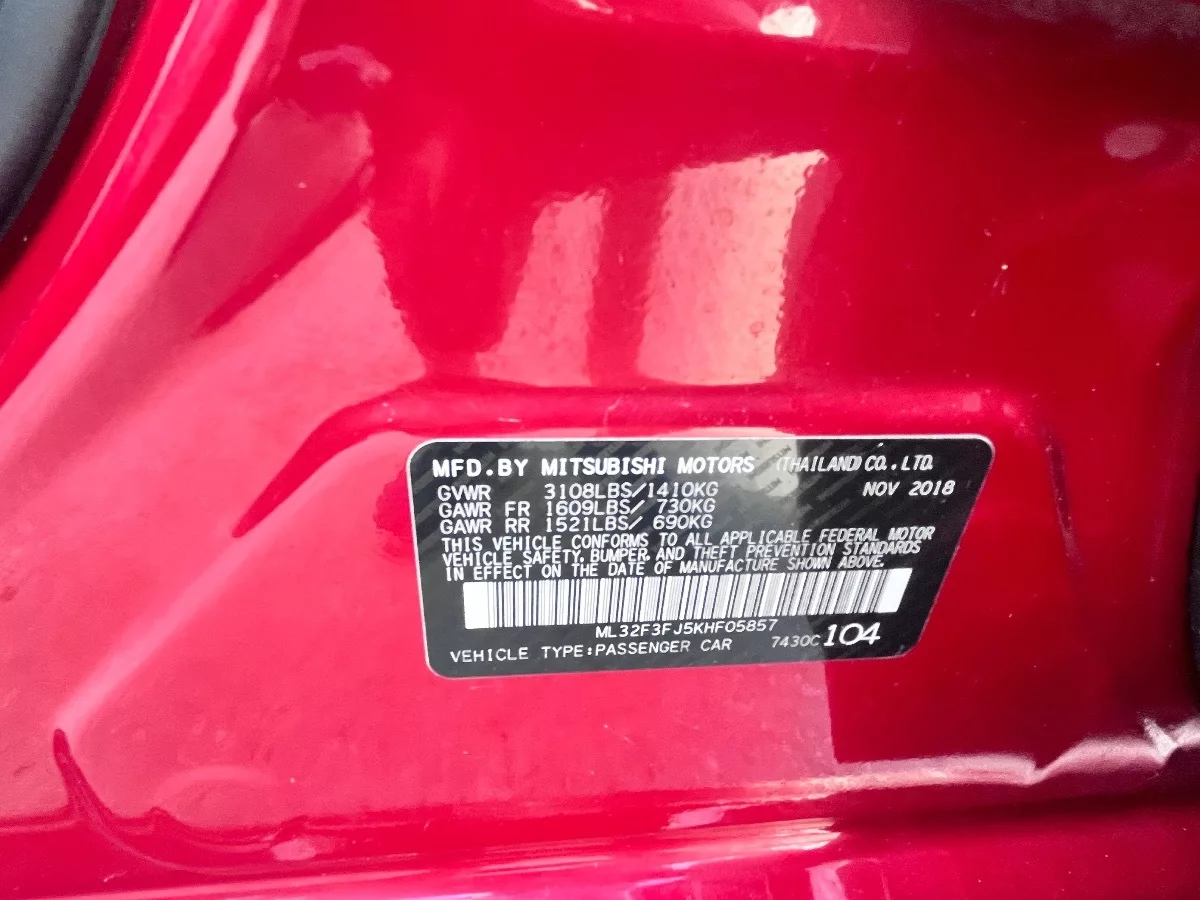 MFD.BY MITSUBISHI MOTORS (THAILAND)CO.,LTD.
GVWR 3108LBS/1410KG NOV 2018
GAWR FR 1609LBS/ 730KG
GAWR RR 1521LBS/ 690KG
THIS VEHICLE CONFORMS TO ALL APPLICABLE FEDERAL MOTOR
VEHICLE SAFETY, BUMPER, AND THEFT PREVENTION STANDARDS
IN EFFECT ON THE DATE OF MANUFACTURE SHOWN ABOVE.
ML32F3FJ5KHF05857
VEHICLE TYPE:PASSENGER CAR 7430C 104